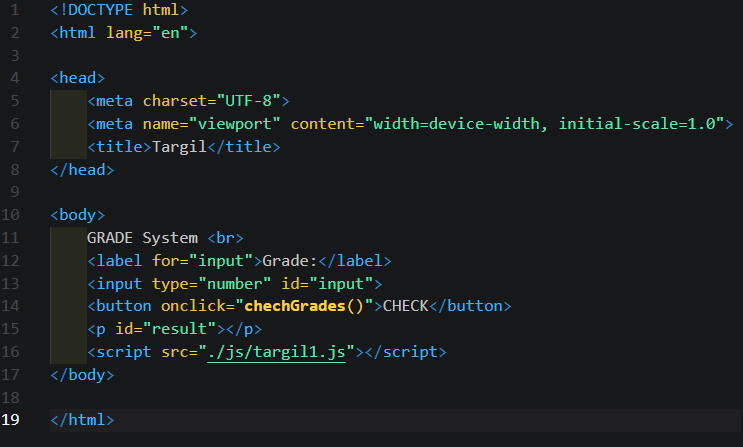 1 <!DOCTYPE html>
2 <html lang="en">
3
4 <head>
5     <meta charset="UTF-8">
6     <meta name="viewport" content="width=device-width, initial-scale=1.0">
7     <title>Targil</title>
8 </head>
9
10 <body>
11     GRADE System <br>
12     <label for="input">Grade:</label>
13     <input type="number" id="input">
14     <button onclick="chechGrades()">CHECK</button>
15     <p id="result"></p>
16     <script src="./js/targil1.js"></script>
17 </body>
18
19 </html>